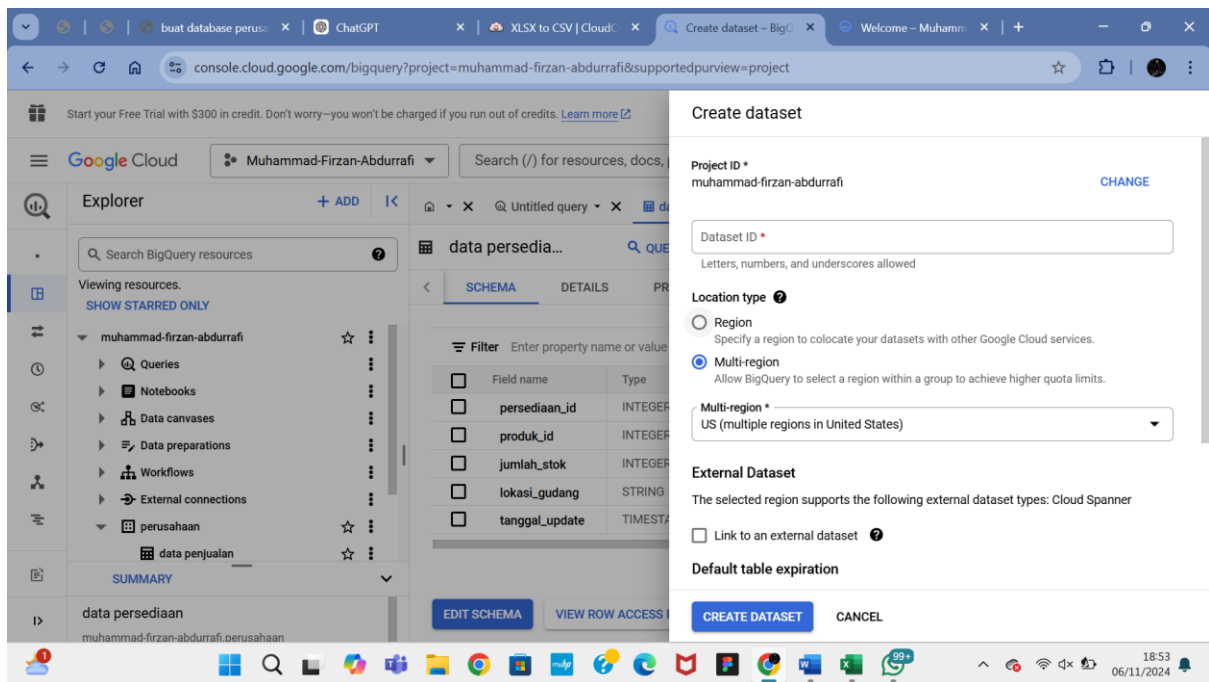 buat database perusa
ChatGPT
XLSX to CSV | CloudC
Create dataset – BigQ
Welcome – Muhamm
console.cloud.google.com/bigquery?project=muhammad-firzan-abdurrafi&supportedpurview=project
Start your Free Trial with $300 in credit. Don't worry—you won't be charged if you run out of credits. Learn more
Google Cloud
Muhammad-Firzan-Abdurrafi
Search (/) for resources, docs,
Explorer
+ ADD
Untitled query
Search BigQuery resources
Viewing resources.
SHOW STARRED ONLY
muhammad-firzan-abdurrafi
Queries
Notebooks
Data canvases
Data preparations
Workflows
External connections
perusahaan
data penjualan
SUMMARY
data persediaan
muhammad-firzan-abdurrafi.perusahaan
data persedia...
QUE
SCHEMA
DETAILS
PR
Filter Enter property name or value
Field name Type
persediaan_id INTEGER
produk_id INTEGER
jumlah_stok INTEGER
lokasi_gudang STRING
tanggal_update TIMESTA
EDIT SCHEMA
VIEW ROW ACCESS
Create dataset
Project ID *
muhammad-firzan-abdurrafi
CHANGE
Dataset ID *
Letters, numbers, and underscores allowed
Location type
Region
Specify a region to colocate your datasets with other Google Cloud services.
Multi-region
Allow BigQuery to select a region within a group to achieve higher quota limits.
Multi-region *
US (multiple regions in United States)
External Dataset
The selected region supports the following external dataset types: Cloud Spanner
Link to an external dataset
Default table expiration
CREATE DATASET
CANCEL
1
myhp
99+
18:53
06/11/2024